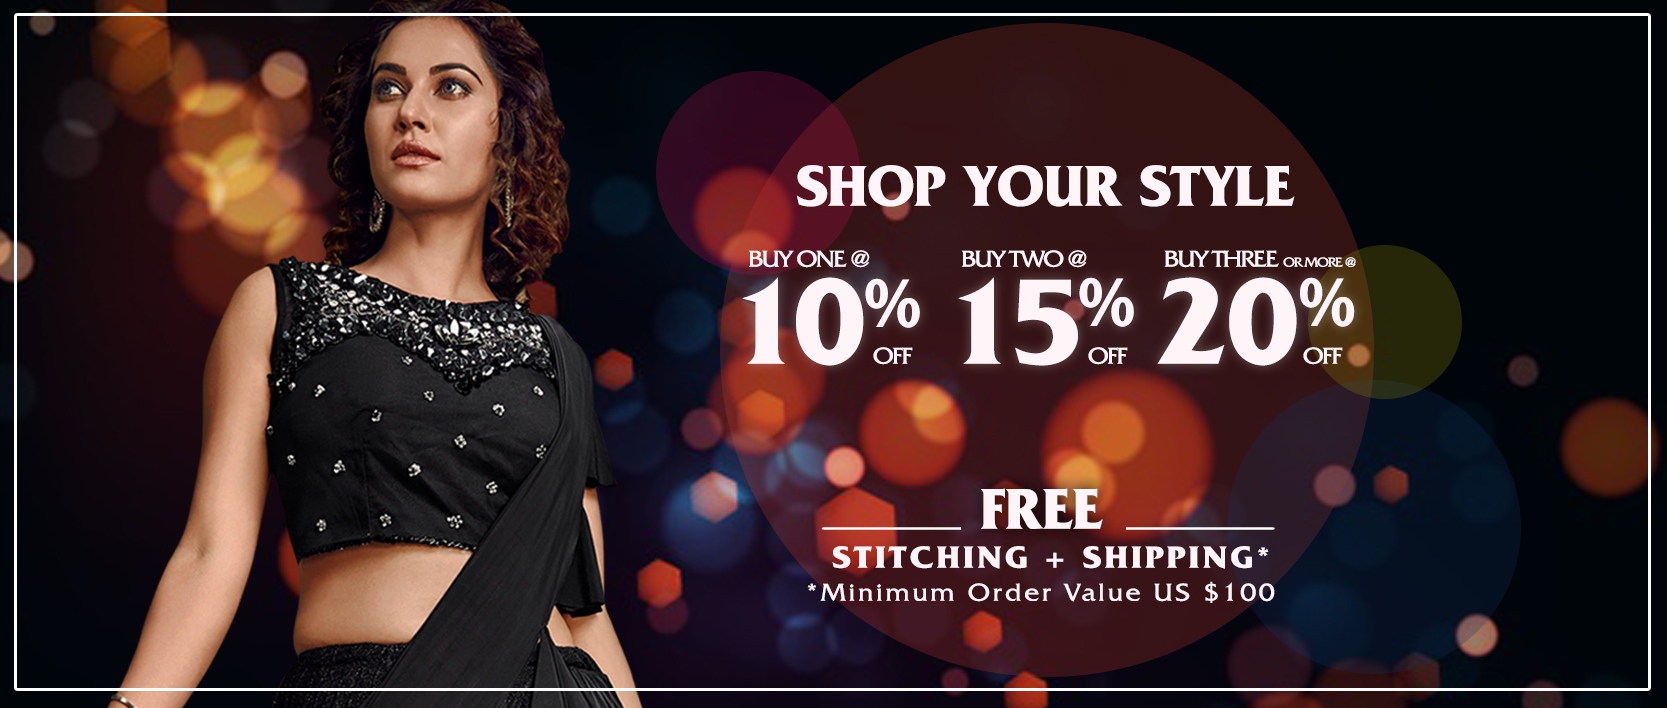 SHOP YOUR STYLE
BUY ONE @
10% OFF
BUY TWO @
15% OFF
BUY THREE OR MORE @
20% OFF
FREE
STITCHING + SHIPPING*
*Minimum Order Value US $100